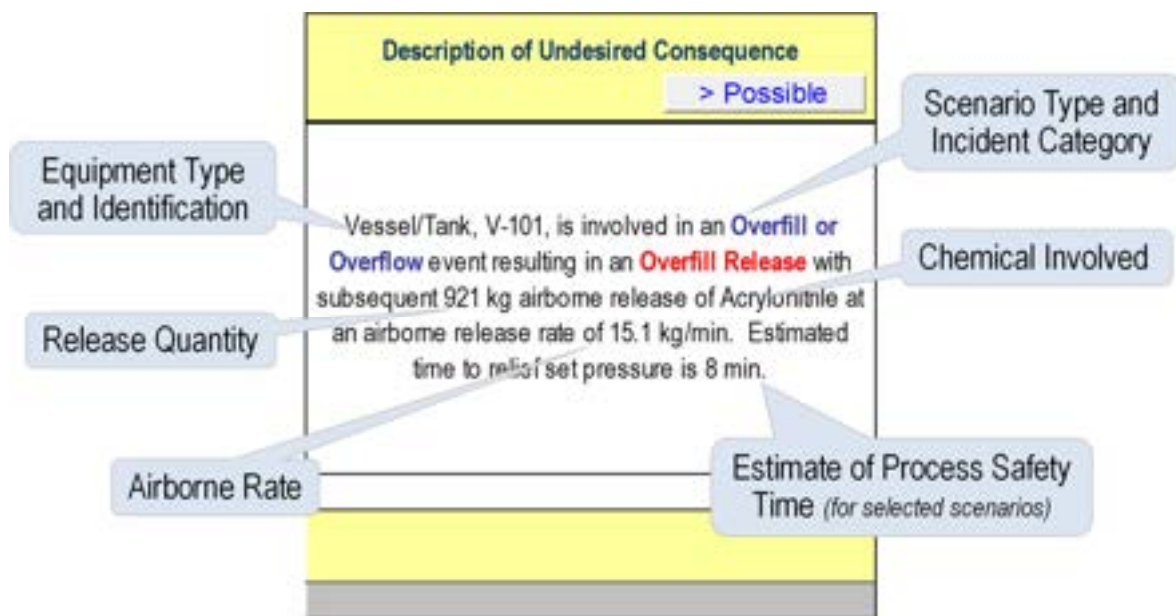 Description of Undesired Consequence
> Possible
Scenario Type and
Incident Category
Equipment Type
and Identification
Vessel/Tank, V-101, is involved in an Overfill or
Overflow event resulting in an Overfill Release with
subsequent 921 kg airborne release of Acrylonitrile at
an airborne release rate of 15.1 kg/min. Estimated
time to relief set pressure is 8 min.
Chemical Involved
Release Quantity
Airborne Rate
Estimate of Process Safety
Time (for selected scenarios)